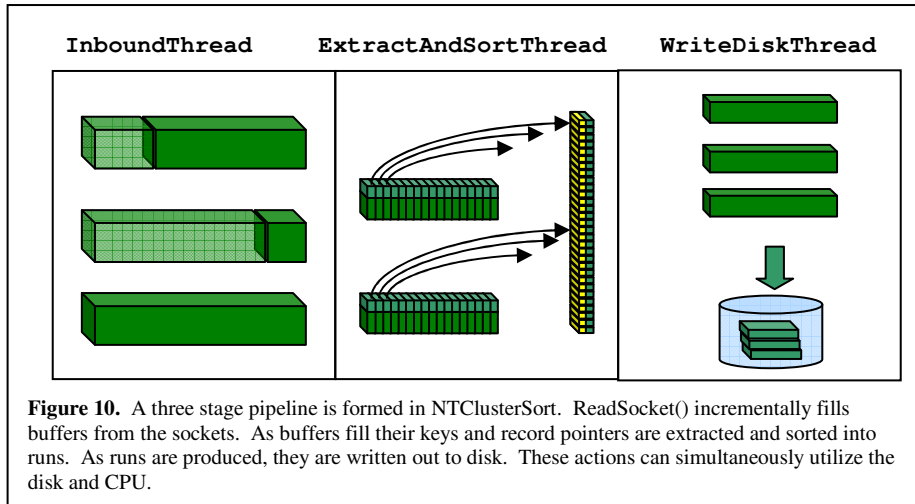 InboundThread ExtractAndSortThread WriteDiskThread
Figure 10. A three stage pipeline is formed in NTClusterSort. ReadSocket() incrementally fills
buffers from the sockets. As buffers fill their keys and record pointers are extracted and sorted into
runs. As runs are produced, they are written out to disk. These actions can simultaneously utilize the
disk and CPU.